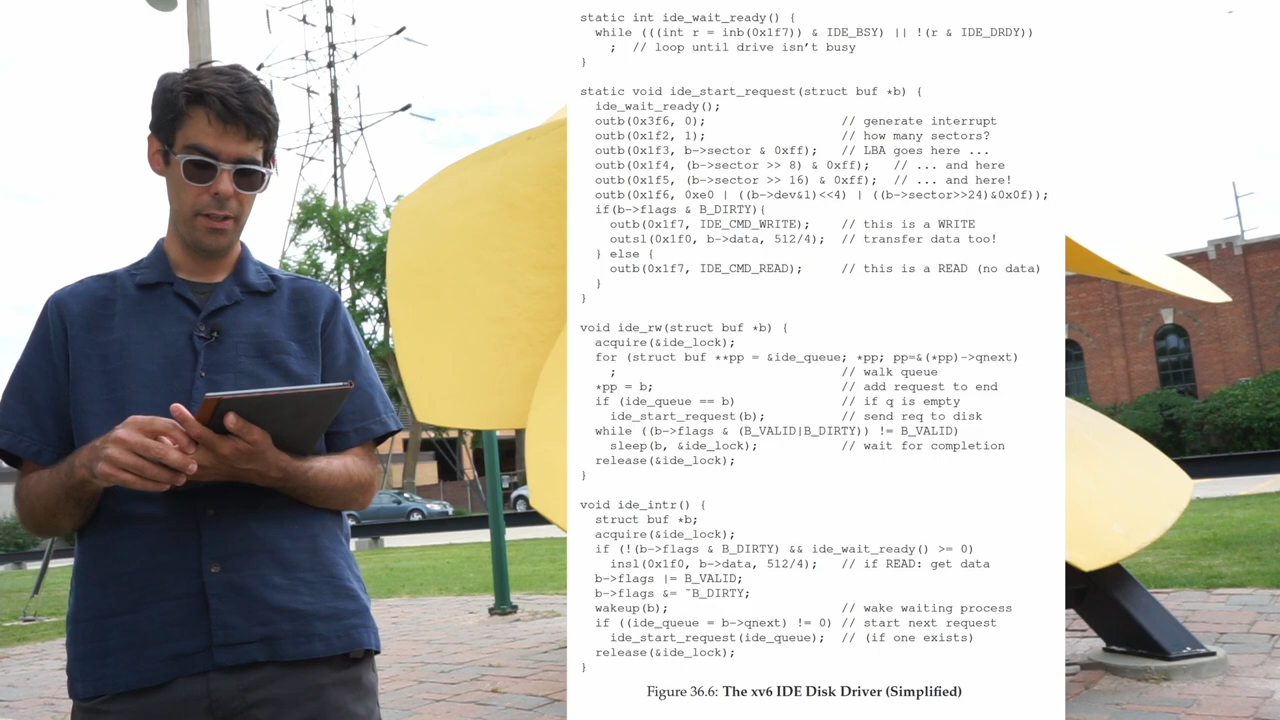 static int ide_wait_ready() {
while (((int r = inb(0x1f7)) & IDE_BSY) || !(r & IDE_DRDY))
; // loop until drive isn't busy
}
static void ide_start_request(struct buf *b) {
ide_wait_ready();
outb(0x3f6, 0); // generate interrupt
outb(0x1f2, 1); // how many sectors?
outb(0x1f3, b->sector & 0xff); // LBA goes here ...
outb(0x1f4, (b->sector >> 8) & 0xff); // ... and here
outb(0x1f5, (b->sector >> 16) & 0xff); // ... and here!
outb(0x1f6, 0xe0 | ((b->dev&1)<<4) | ((b->sector>>24)&0x0f));
if(b->flags & B_DIRTY){
outb(0x1f7, IDE_CMD_WRITE); // this is a WRITE
outsl(0x1f0, b->data, 512/4); // transfer data too!
} else {
outb(0x1f7, IDE_CMD_READ); // this is a READ (no data)
}
}
void ide_rw(struct buf *b) {
acquire(&ide_lock);
for (struct buf **pp = &ide_queue; *pp; pp=&(*pp)->qnext)
; // walk queue
*pp = b; // add request to end
if (ide_queue == b) // if q is empty
ide_start_request(b); // send req to disk
while ((b->flags & (B_VALID|B_DIRTY)) != B_VALID)
sleep(b, &ide_lock); // wait for completion
release(&ide_lock);
}
void ide_intr() {
struct buf *b;
acquire(&ide_lock);
if (!(b->flags & B_DIRTY) && ide_wait_ready() >= 0)
insl(0x1f0, b->data, 512/4); // if READ: get data
b->flags |= B_VALID;
b->flags &= ~B_DIRTY;
wakeup(b); // wake waiting process
if ((ide_queue = b->qnext) != 0) // start next request
ide_start_request(ide_queue); // (if one exists)
release(&ide_lock);
}
Figure 36.6: The xv6 IDE Disk Driver (Simplified)